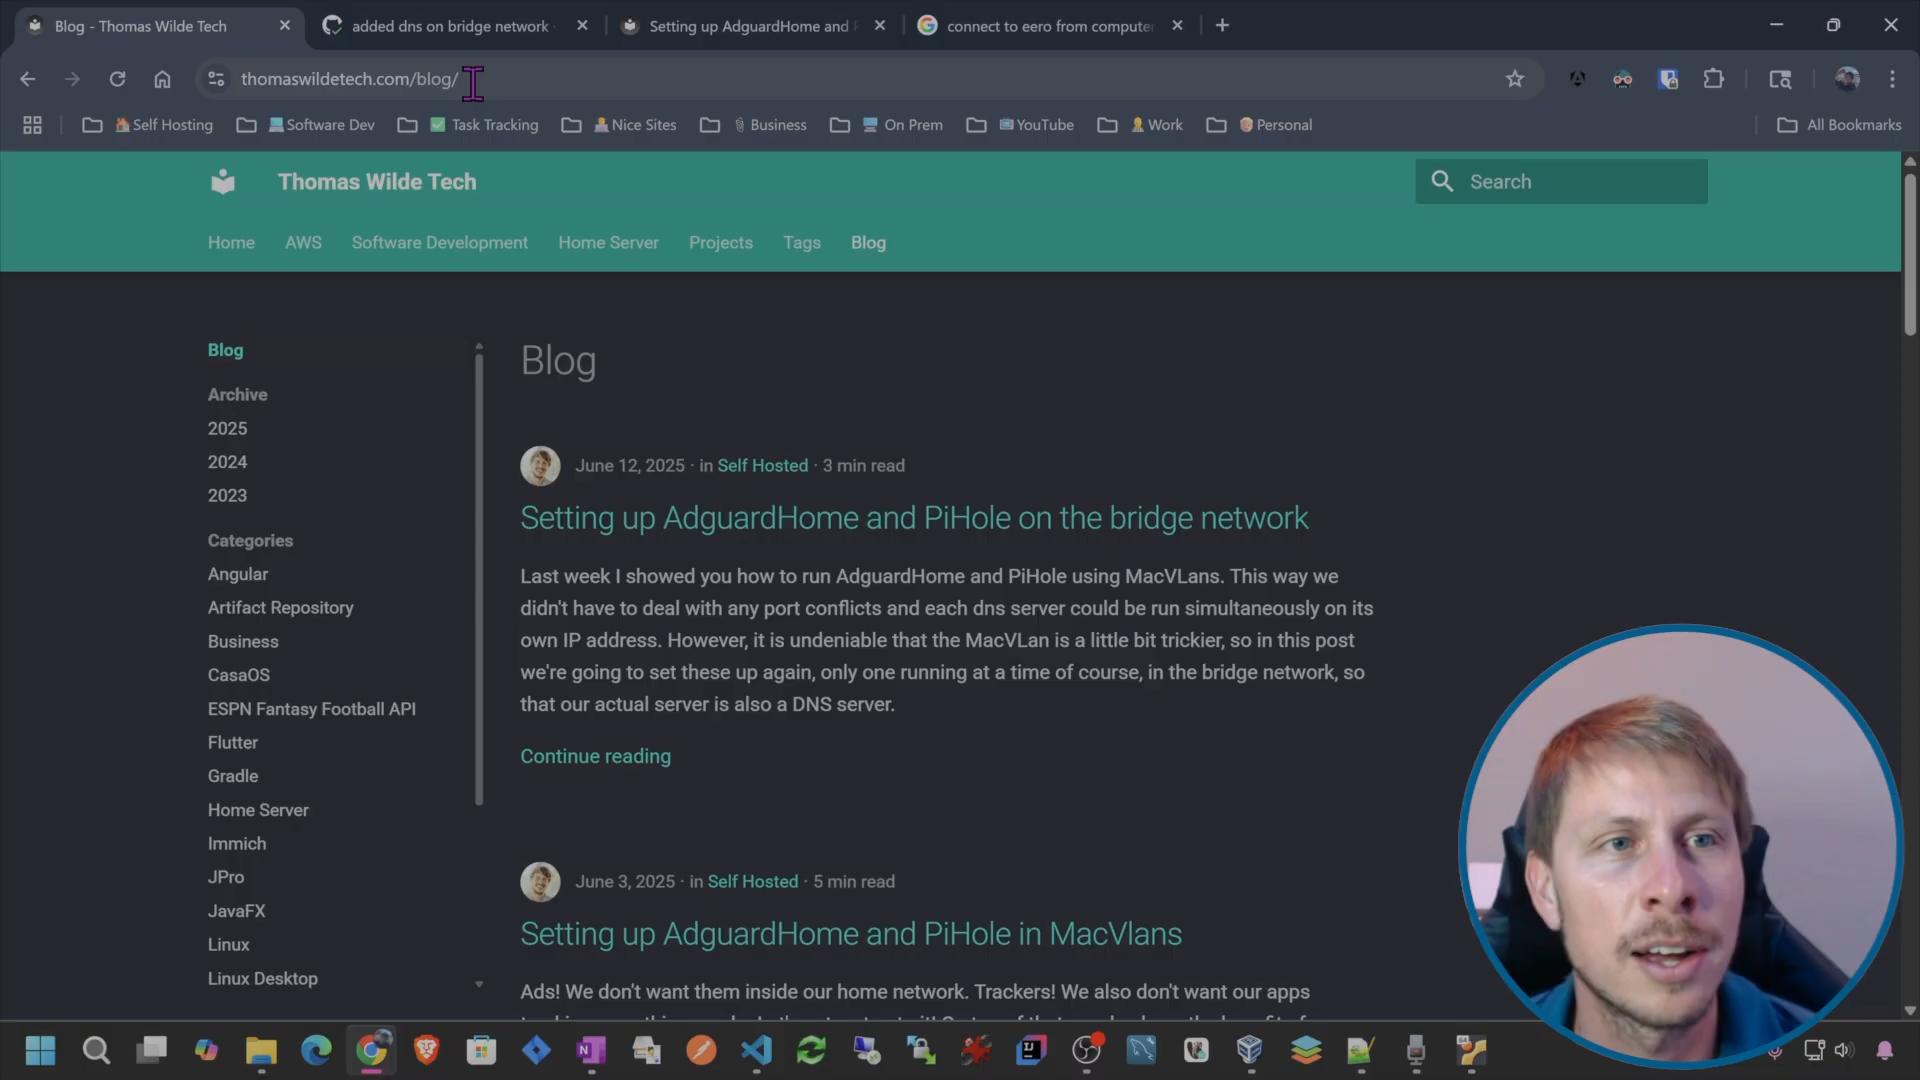 Blog - Thomas Wilde Tech
added dns on bridge network
Setting up AdguardHome and
connect to eero from computer
thomaswildetech.com/blog/
Self Hosting
Software Dev
Task Tracking
Nice Sites
Business
On Prem
YouTube
Work
Personal
All Bookmarks
Thomas Wilde Tech
Search
Home
AWS
Software Development
Home Server
Projects
Tags
Blog
Blog
Archive
2025
2024
2023
Categories
Angular
Artifact Repository
Business
CasaOS
ESPN Fantasy Football API
Flutter
Gradle
Home Server
Immich
JPro
JavaFX
Linux
Linux Desktop
Blog
June 12, 2025 · in Self Hosted · 3 min read
Setting up AdguardHome and PiHole on the bridge network
Last week I showed you how to run AdguardHome and PiHole using MacVLans. This way we
didn't have to deal with any port conflicts and each dns server could be run simultaneously on its
own IP address. However, it is undeniable that the MacVLan is a little bit trickier, so in this post
we're going to set these up again, only one running at a time of course, in the bridge network, so
that our actual server is also a DNS server.
Continue reading
June 3, 2025 · in Self Hosted · 5 min read
Setting up AdguardHome and PiHole in MacVlans
Ads! We don't want them inside our home network. Trackers! We also don't want our apps